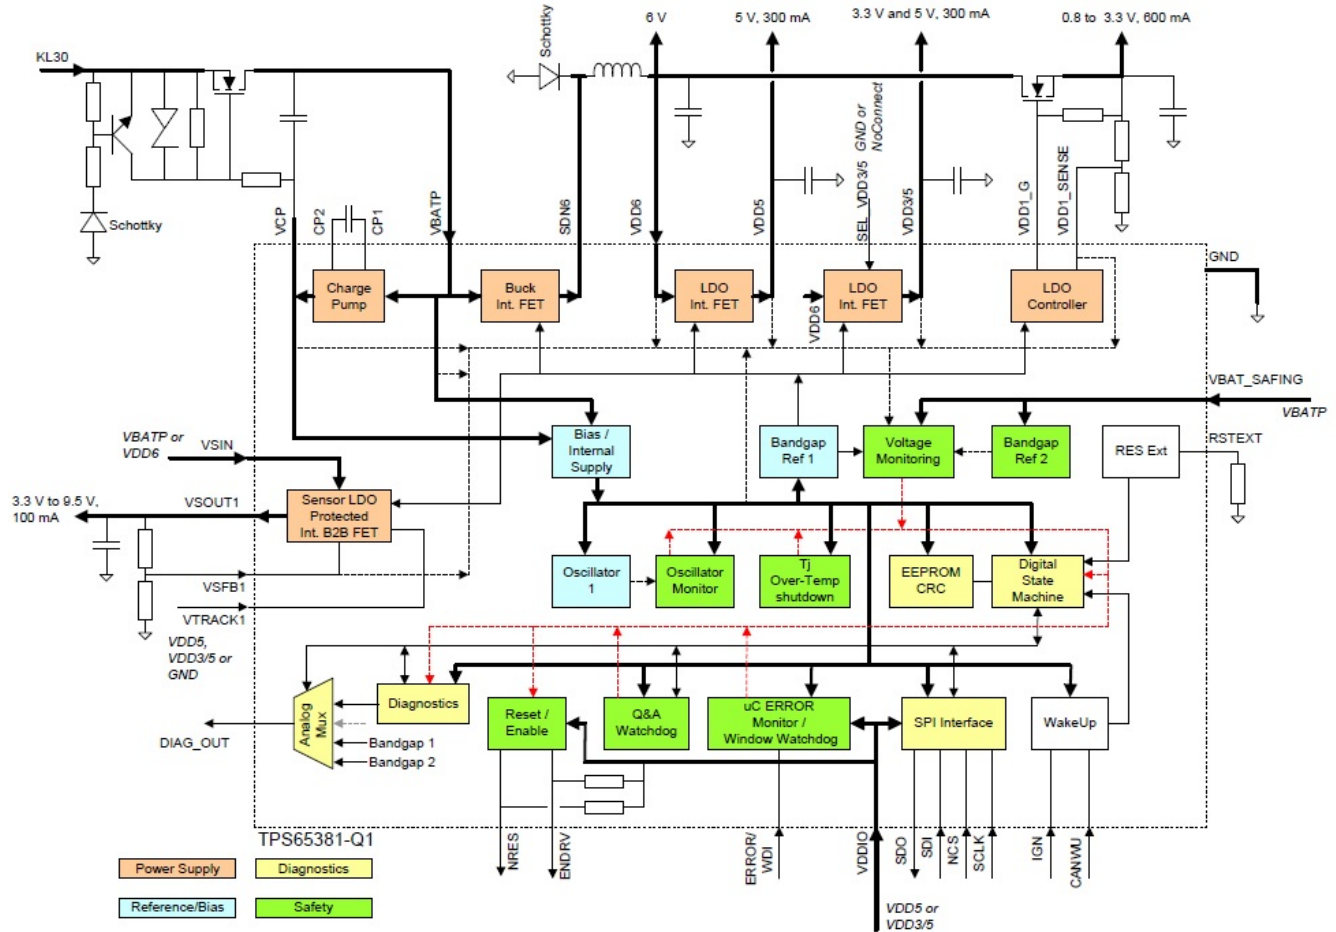 6 V
5 V, 300 mA
3.3 V and 5 V, 300 mA
0.8 to 3.3 V, 600 mA
KL30
Schottky
GND or
NoConnect
Schottky
VCP
CP2
CP1
VBATP
SDN6
VDD6
VDD5
SEL_VDD3/5
VDD3/5
VDD1_G
VDD1_SENSE
GND
Charge
Pump
Buck
Int. FET
LDO
Int. FET
VDD6
LDO
Int. FET
LDO
Controller
VBAT_SAFING
VBATP
VBATP or
VDD6
VSIN
Bias /
Internal
Supply
Bandgap
Ref 1
Voltage
Monitoring
Bandgap
Ref 2
RES Ext
RSTEXT
3.3 V to 9.5 V,
100 mA
VSOUT1
Sensor LDO
Protected
Int. B2B FET
Oscillator
1
Oscillator
Monitor
Tj
Over-Temp
shutdown
EEPROM
CRC
Digital
State
Machine
VSFB1
VTRACK1
VDD5,
VDD3/5 or
GND
Analog
Mux
Diagnostics
Bandgap 1
Bandgap 2
DIAG_OUT
Reset /
Enable
Q&A
Watchdog
uC ERROR
Monitor /
Window Watchdog
SPI Interface
WakeUp
TPS65381-Q1
NRES
ENDRV
ERROR/
WDI
VDDIO
SDO
SDI
NCS
SCLK
IGN
CANWU
Power Supply
Diagnostics
Reference/Bias
Safety
VDD5 or
VDD3/5